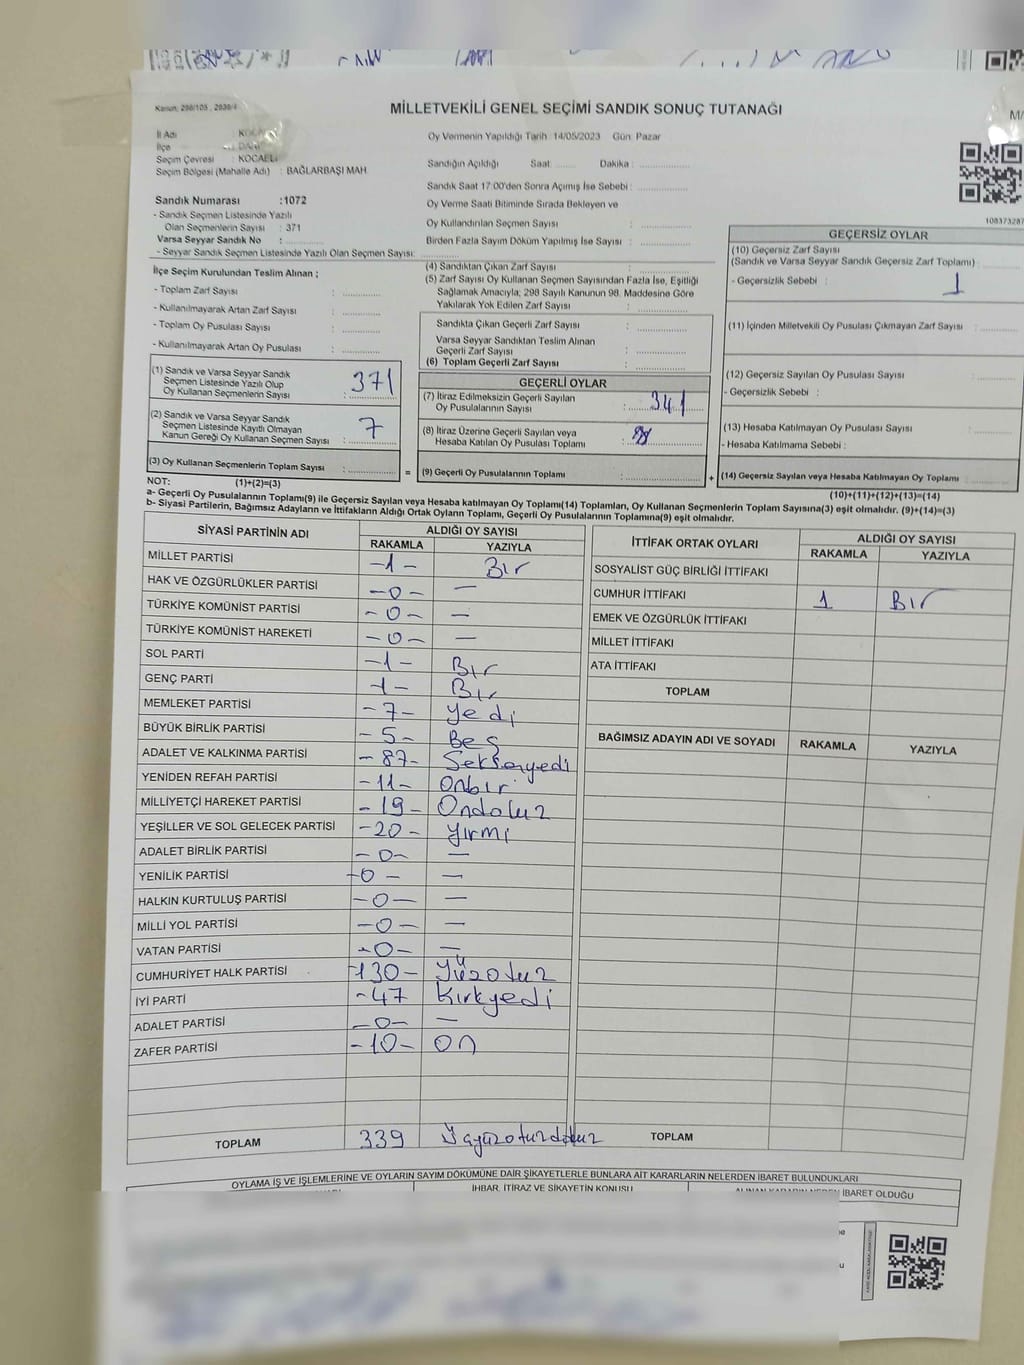 Kanun: 298/105 , 2839/4
MİLLETVEKİLİ GENEL SEÇİMİ SANDIK SONUÇ TUTANAĞI
İl Adı :
İlçe :
Seçim Çevresi : KOCAELİ
Seçim Bölgesi (Mahalle Adı) : BAĞLARBAŞI MAH
Sandık Numarası :1072
- Sandık Seçmen Listesinde Yazılı
Olan Seçmenlerin Sayısı : 371
Varsa Seyyar Sandık No :
- Seyyar Sandık Seçmen Listesinde Yazılı Olan Seçmen Sayısı:
Oy Vermenin Yapıldığı Tarih 14/05/2023 Gün: Pazar
Sandığın Açıldığı Saat: Dakika :
Sandık Saat 17:00'den Sonra Açımış İse Sebebi :
Oy Verme Saati Bitiminde Sırada Bekleyen ve
Oy Kullandırılan Seçmen Sayısı :
Birden Fazla Sayım Döküm Yapılmış İse Sayısı :
İlçe Seçim Kurulundan Teslim Alınan ;
- Toplam Zarf Sayısı :
- Kullanılmayarak Artan Zarf Sayısı :
- Toplam Oy Pusulası Sayısı :
- Kullanılmayarak Artan Oy Pusulası :
(4) Sandıktan Çıkan Zarf Sayısı :
(5) Zarf Sayısı Oy Kullanan Seçmen Sayısından Fazla İse, Eşitliği
Sağlamak Amacıyla; 298 Sayılı Kanunun 98. Maddesine Göre
Yakılarak Yok Edilen Zarf Sayısı :
Sandıkta Çıkan Geçerli Zarf Sayısı :
Varsa Seyyar Sandıktan Teslim Alınan
Geçerli Zarf Sayısı :
(6) Toplam Geçerli Zarf Sayısı :
GEÇERSİZ OYLAR
(10) Geçersiz Zarf Sayısı
(Sandık ve Varsa Seyyar Sandık Geçersiz Zarf Toplamı) :
- Geçersizlik Sebebi : 1
(11) İçinden Milletvekili Oy Pusulası Çıkmayan Zarf Sayısı :
(12) Geçersiz Sayılan Oy Pusulası Sayısı :
- Geçersizlik Sebebi :
(13) Hesaba Katılmayan Oy Pusulası Sayısı :
- Hesaba Katılmama Sebebi :
(14) Geçersiz Sayılan veya Hesaba Katılmayan Oy Toplamı :
(1) Sandık ve Varsa Seyyar Sandık
Seçmen Listesinde Yazılı Olup
Oy Kullanan Seçmenlerin Sayısı : 371
(2) Sandık ve Varsa Seyyar Sandık
Seçmen Listesinde Kayıtlı Olmayan
Kanun Gereği Oy Kullanan Seçmen Sayısı : 7
(3) Oy Kullanan Seçmenlerin Toplam Sayısı : =
GEÇERLİ OYLAR
(7) İtiraz Edilmeksizin Geçerli Sayılan
Oy Pusulalarının Sayısı : 341
(8) İtiraz Üzerine Geçerli Sayılan veya
Hesaba Katılan Oy Pusulası Toplamı :
(9) Geçerli Oy Pusulalarının Toplamı : +
NOT: (1)+(2)=(3)
(10)+(11)+(12)+(13)=(14)
a- Geçerli Oy Pusulalarının Toplamı(9) ile Geçersiz Sayılan veya Hesaba katılmayan Oy Toplamı(14) Toplamları, Oy Kullanan Seçmenlerin Toplam Sayısına(3) eşit olmalıdır. (9)+(14)=(3)
b- Siyasi Partilerin, Bağımsız Adayların ve İttifakların Aldığı Ortak Oyların Toplamı, Geçerli Oy Pusulalarının Toplamına(9) eşit olmalıdır.
SİYASİ PARTİNİN ADI ALDIĞI OY SAYISI
RAKAMLA YAZIYLA
MİLLET PARTİSİ -1- Bır
HAK VE ÖZGÜRLÜKLER PARTİSİ -0- —
TÜRKİYE KOMÜNİST PARTİSİ -0- —
TÜRKİYE KOMÜNİST HAREKETİ -0- —
SOL PARTİ -1- Bır
GENÇ PARTİ -1- Bır
MEMLEKET PARTİSİ -7- yedi
BÜYÜK BİRLİK PARTİSİ -5- Beş
ADALET VE KALKINMA PARTİSİ -87- Seksenyedi
YENİDEN REFAH PARTİSİ -11- Onbir
MİLLİYETÇİ HAREKET PARTİSİ -19- Ondokuz
YEŞİLLER VE SOL GELECEK PARTİSİ -20- yırmi
ADALET BİRLİK PARTİSİ -0- —
YENİLİK PARTİSİ -0- —
HALKIN KURTULUŞ PARTİSİ -0- —
MİLLİ YOL PARTİSİ -0- —
VATAN PARTİSİ -0- —
CUMHURİYET HALK PARTİSİ -130- Yüzotuz
İYİ PARTİ -47 Kırkyedi
ADALET PARTİSİ -0- —
ZAFER PARTİSİ -10- on
TOPLAM 339
İTTİFAK ORTAK OYLARI ALDIĞI OY SAYISI
RAKAMLA YAZIYLA
SOSYALİST GÜÇ BİRLİĞİ İTTİFAKI
CUMHUR İTTİFAKI 1 Bır
EMEK VE ÖZGÜRLÜK İTTİFAKI
MİLLET İTTİFAKI
ATA İTTİFAKI
TOPLAM
BAĞIMSIZ ADAYIN ADI VE SOYADI RAKAMLA YAZIYLA
TOPLAM
OYLAMA İŞ VE İŞLEMLERİNE VE OYLARIN SAYIM DÖKÜMÜNE DAİR ŞİKAYETLERLE BUNLARA AİT KARARLARIN NELERDEN İBARET BULUNDUKLARI
İHBAR, İTİRAZ VE ŞİKAYETİN KONUSU
İBARET OLDUĞU